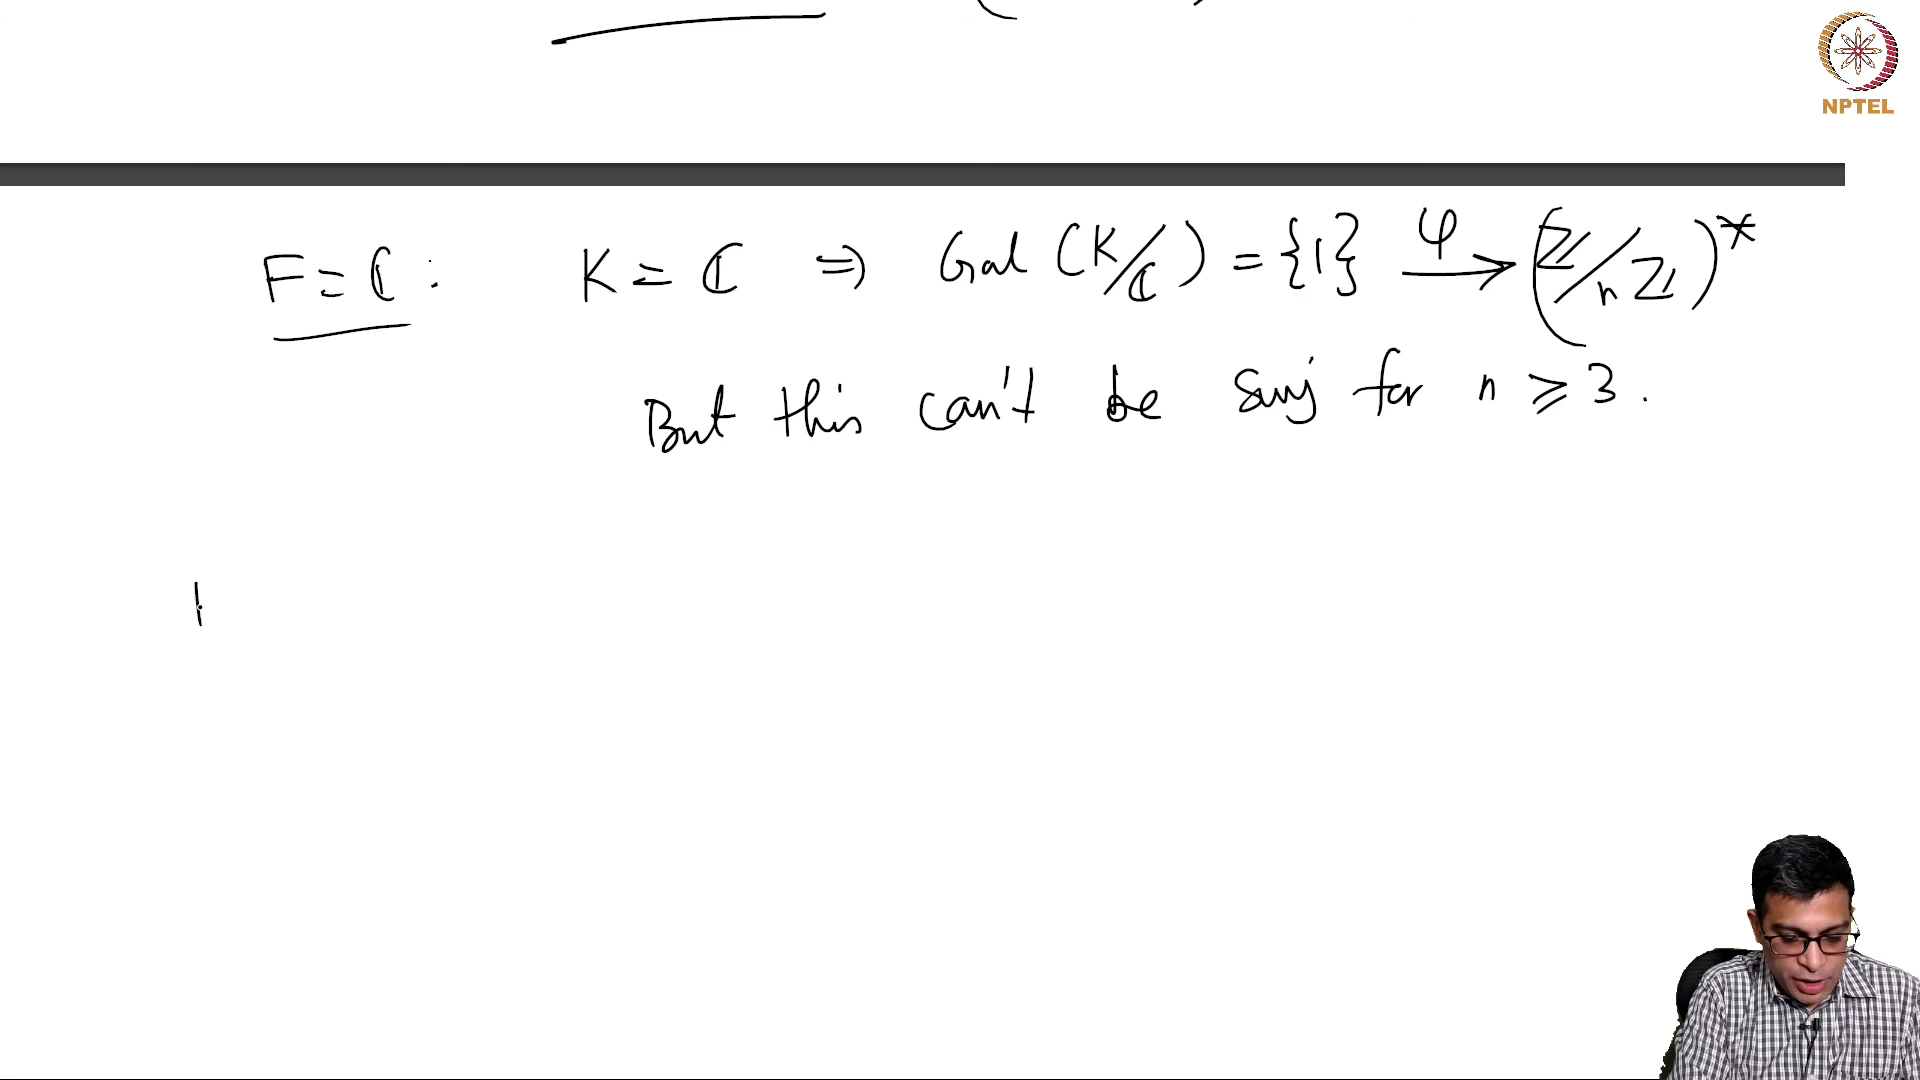 NPTEL
F = ℂ : K = ℂ ⇒ Gal (K/ℂ) = {1} φ→ (ℤ/nℤ)*
But this can't be surj for n ⩾ 3.